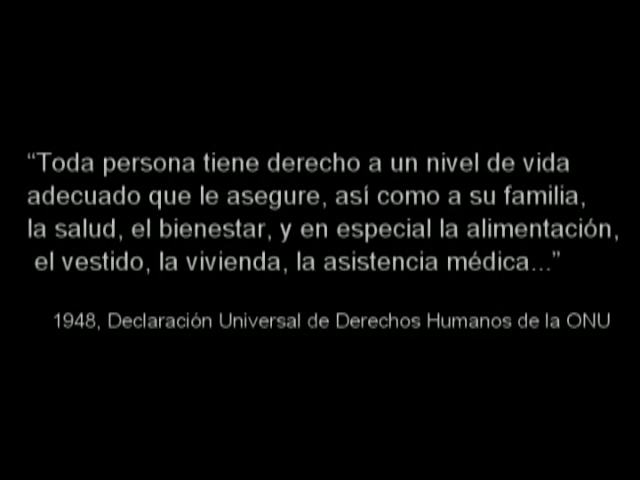 “Toda persona tiene derecho a un nivel de vida
adecuado que le asegure, así como a su familia,
la salud, el bienestar, y en especial la alimentación,
el vestido, la vivienda, la asistencia médica...”
1948, Declaración Universal de Derechos Humanos de la ONU